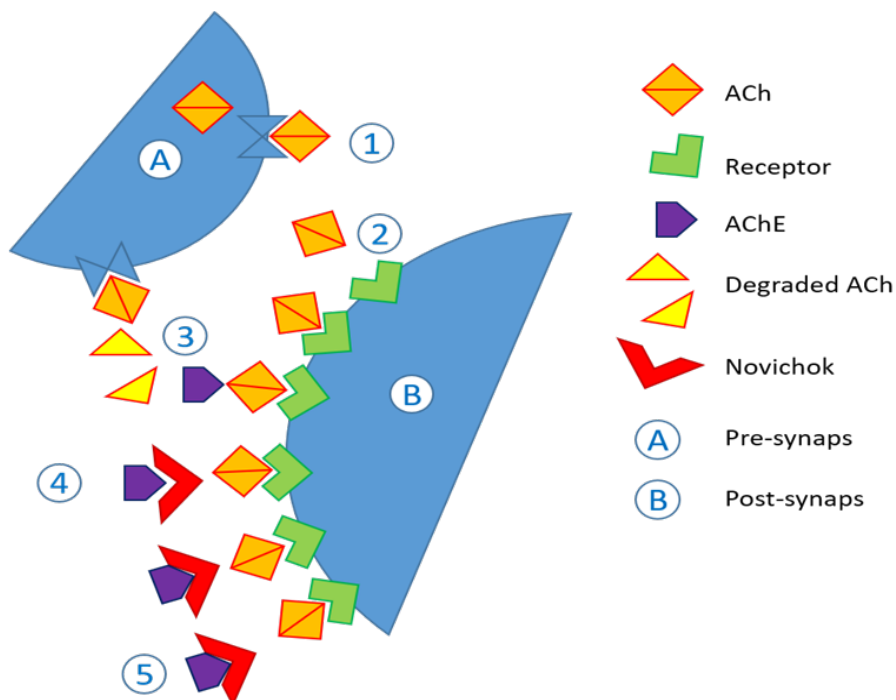 A
1
2
3
B
4
5
ACh
Receptor
AChE
Degraded ACh
Novichok
A Pre-synaps
B Post-synaps